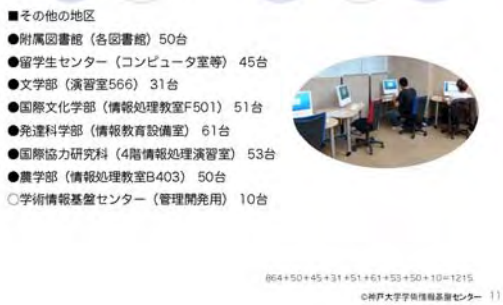 ■その他の地区
●附属図書館（各図書館）50台
●留学生センター（コンピュータ室等） 45台
●文学部（演習室566） 31台
●国際文化学部（情報処理教室F501） 51台
●発達科学部（情報教育設備室） 61台
●国際協力研究科（4階情報処理演習室） 53台
●農学部（情報処理教室B403） 50台
○学術情報基盤センター（管理開発用） 10台
864+50+45+31+51+61+53+50+10=1215
©神戸大学学術情報基盤センター 11